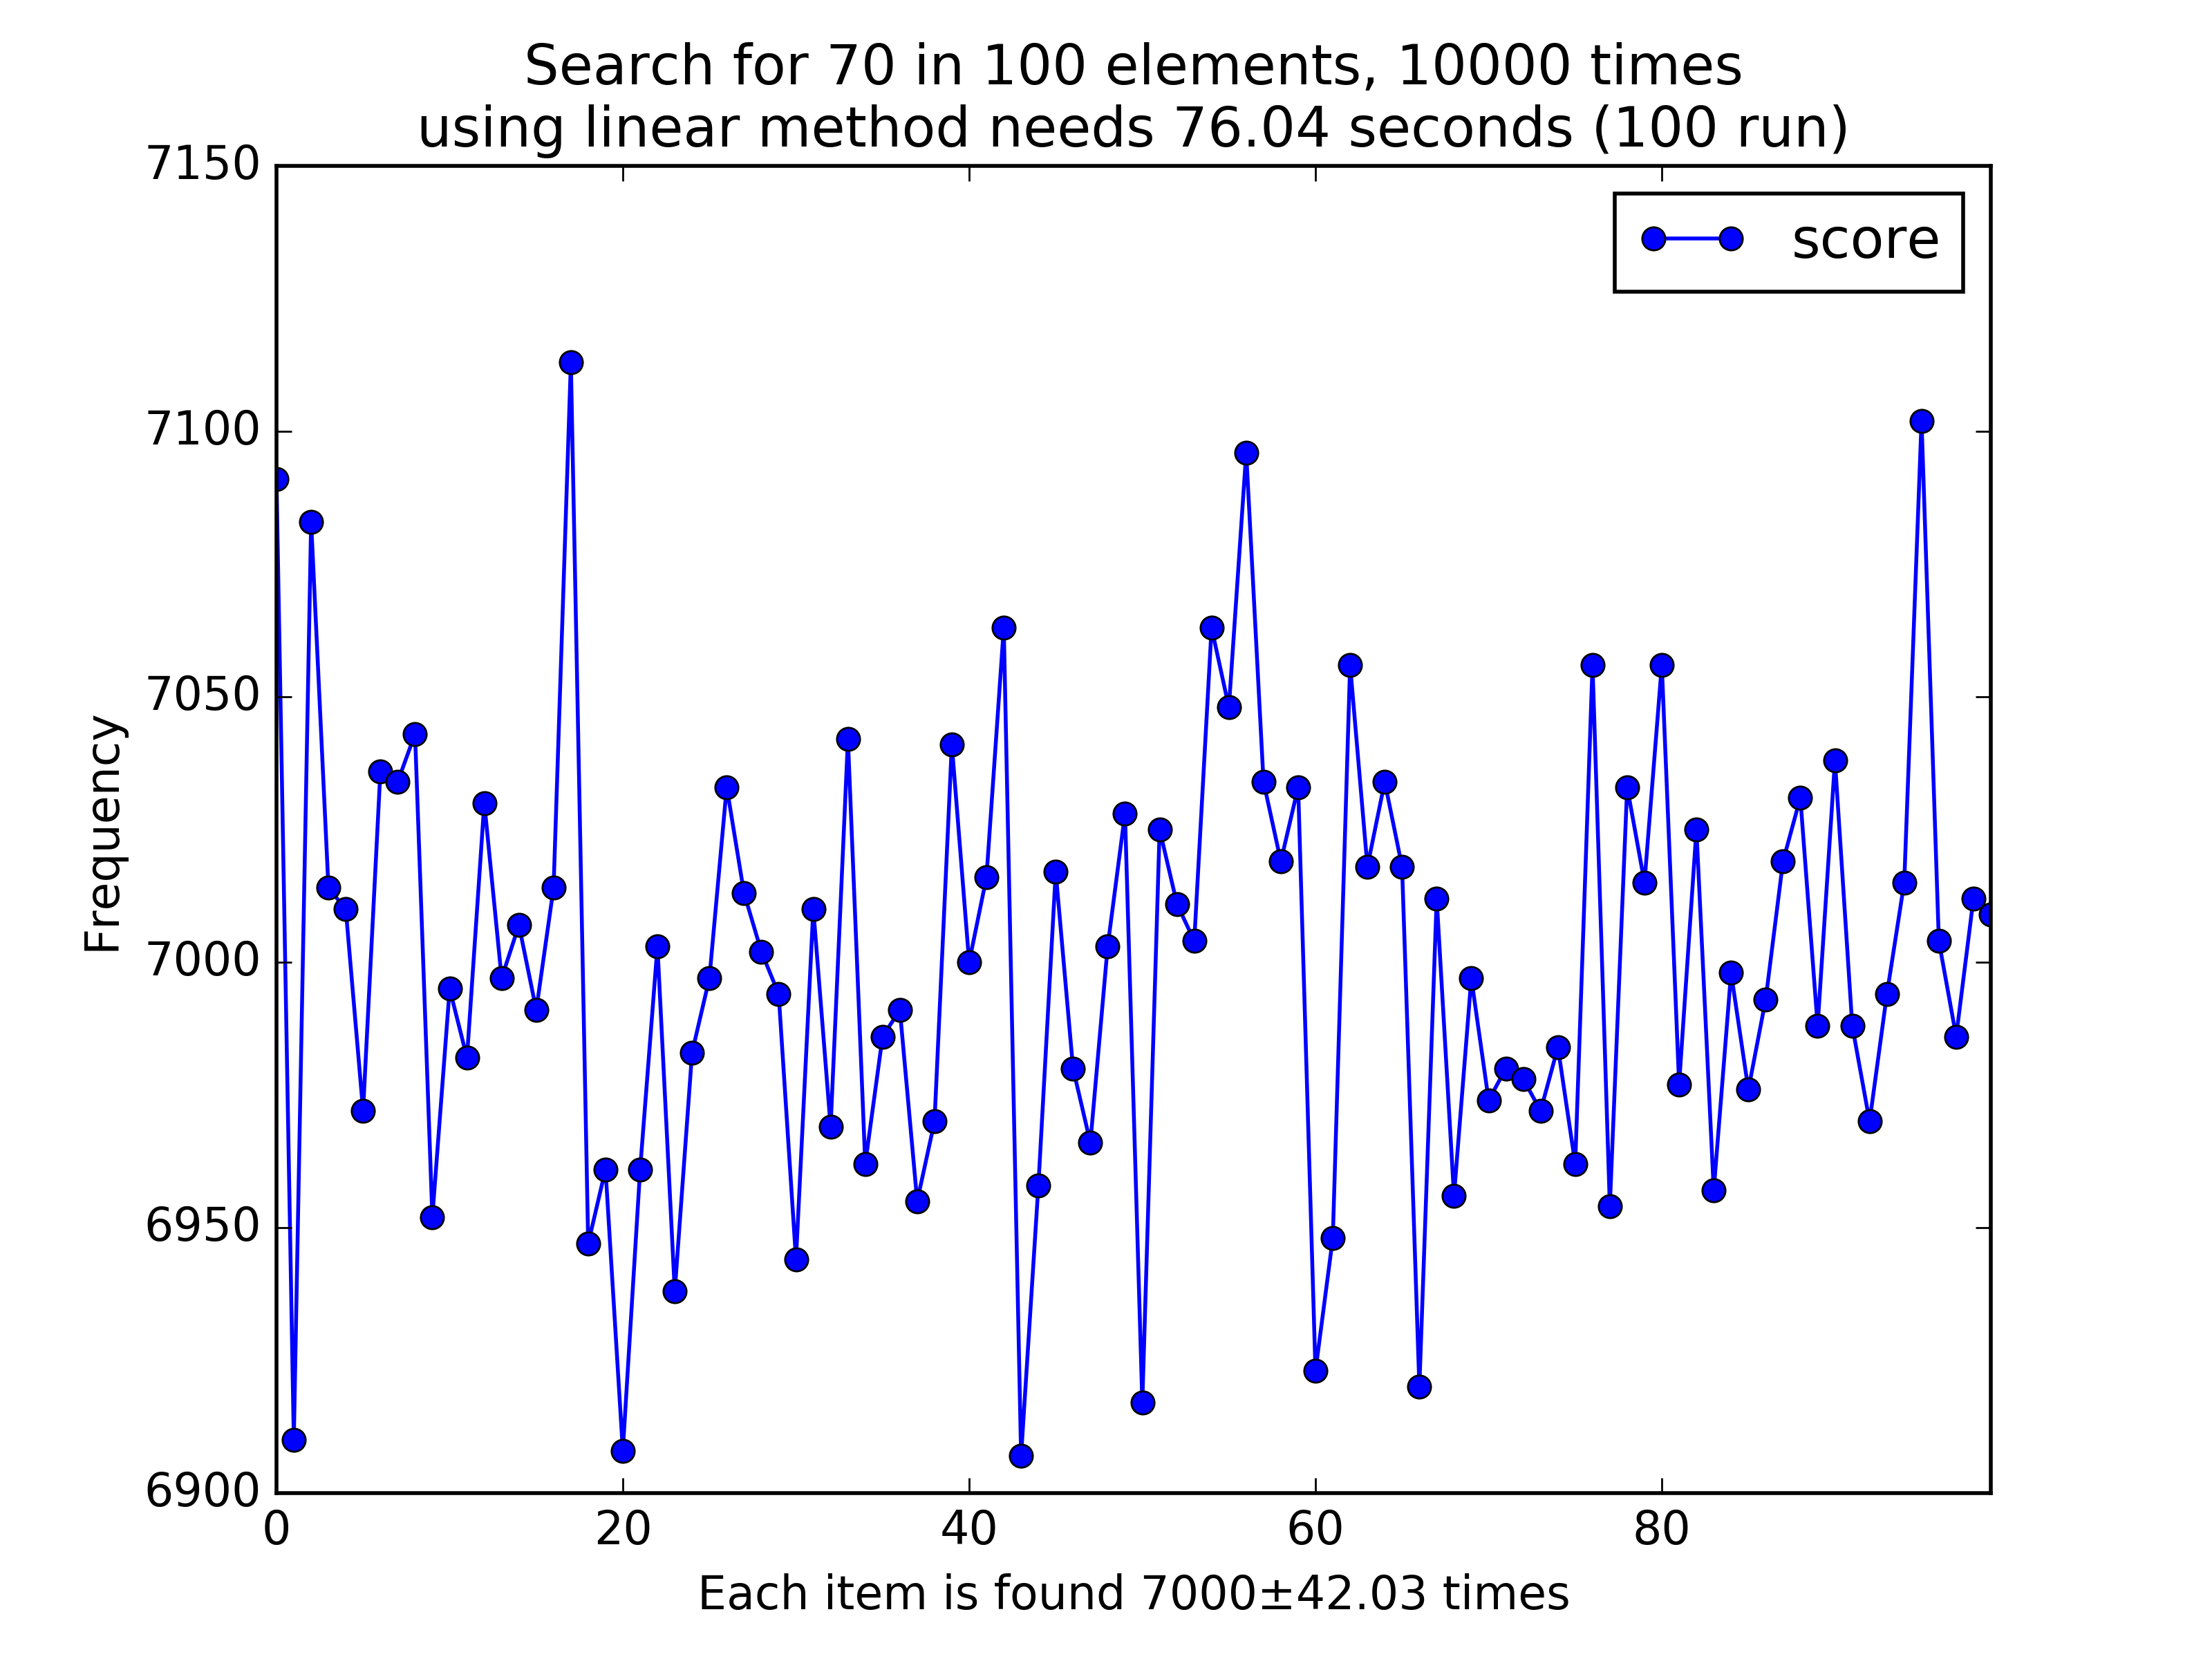 Search for 70 in 100 elements, 10000 times
using linear method needs 76.04 seconds (100 run)
7150
score
7100
7050
Frequency
7000
6950
6900
0 20 40 60 80
Each item is found 7000±42.03 times